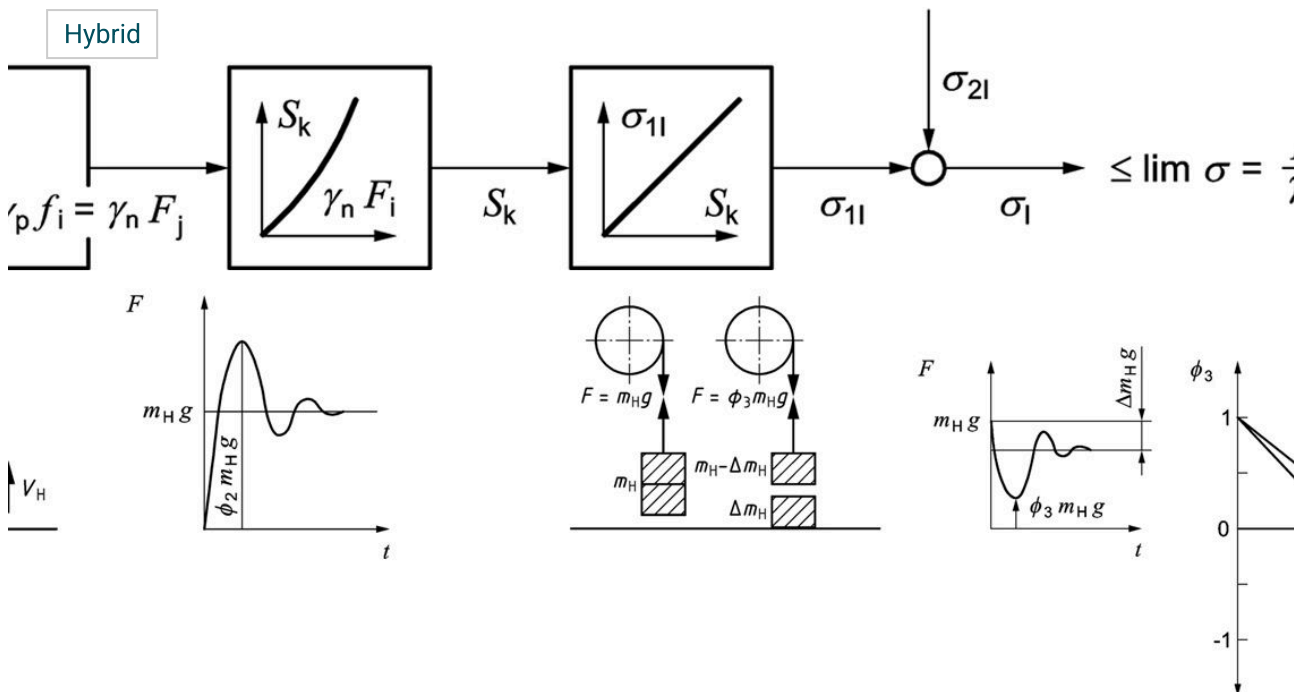 Hybrid
σ₂ₗ
Sₖ
σ₁ₗ
≤ lim σ =
γₙ Fᵢ
Sₖ
Sₖ
σ₁ₗ
σₗ
γₚ fᵢ = γₙ Fⱼ
F
m_H g
ϕ₂ m_H g
V_H
t
F = m_H g
F = ϕ₃ m_H g
m_H
m_H-Δm_H
Δm_H
F
Δm_H g
m_H g
ϕ₃ m_H g
t
ϕ₃
1
0
-1